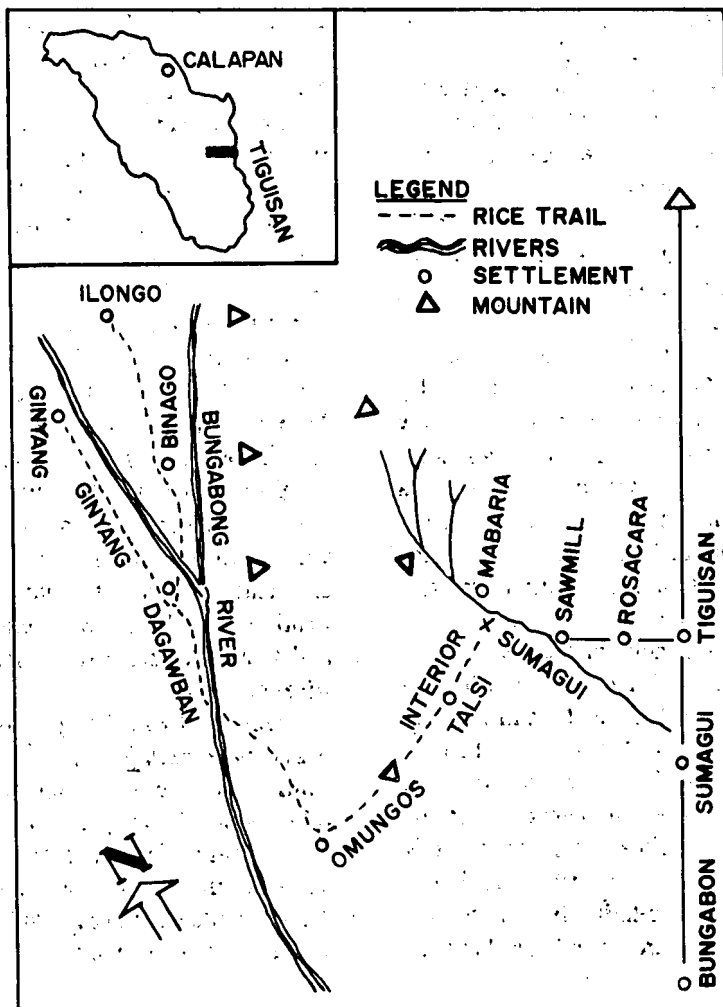 CALAPAN
TIGUISAN
LEGEND
RICE TRAIL
RIVERS
SETTLEMENT
MOUNTAIN
ILONGO
GINYANG
BINAGO
BUNGABONG
RIVER
GINYANG
DAGAWBAN
MABARIA
SAWMILL
ROSACARA
TIGUISAN
SUMAGUI
INTERIOR
TALSI
SUMAGUI
OMUNGOS
BUNGABON
N